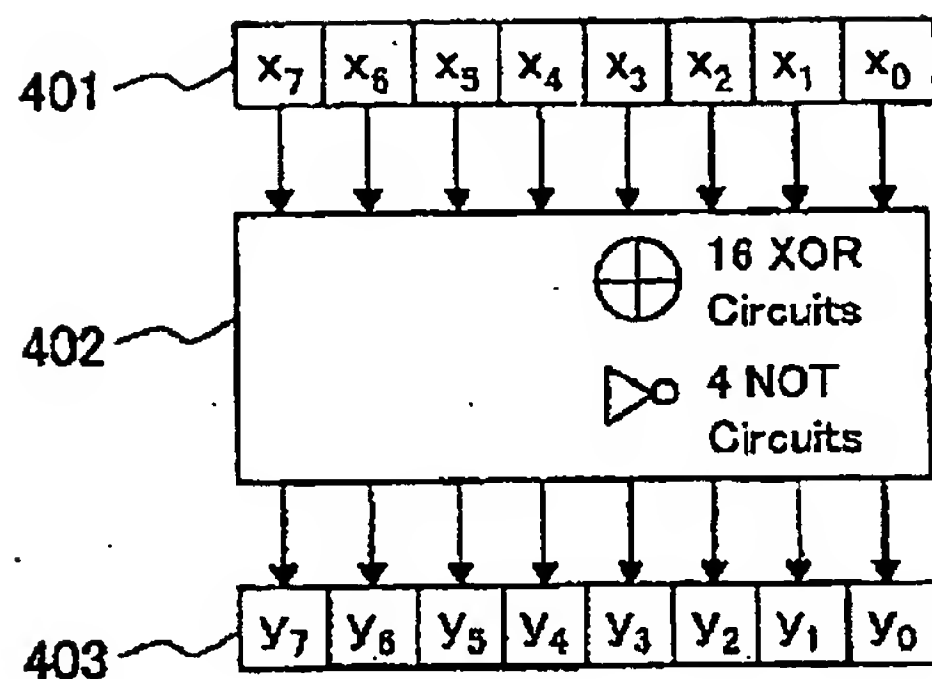 401 x₇ x₆ x₅ x₄ x₃ x₂ x₁ x₀
16 XOR
Circuits
402
4 NOT
Circuits
403 y₇ y₆ y₅ y₄ y₃ y₂ y₁ y₀